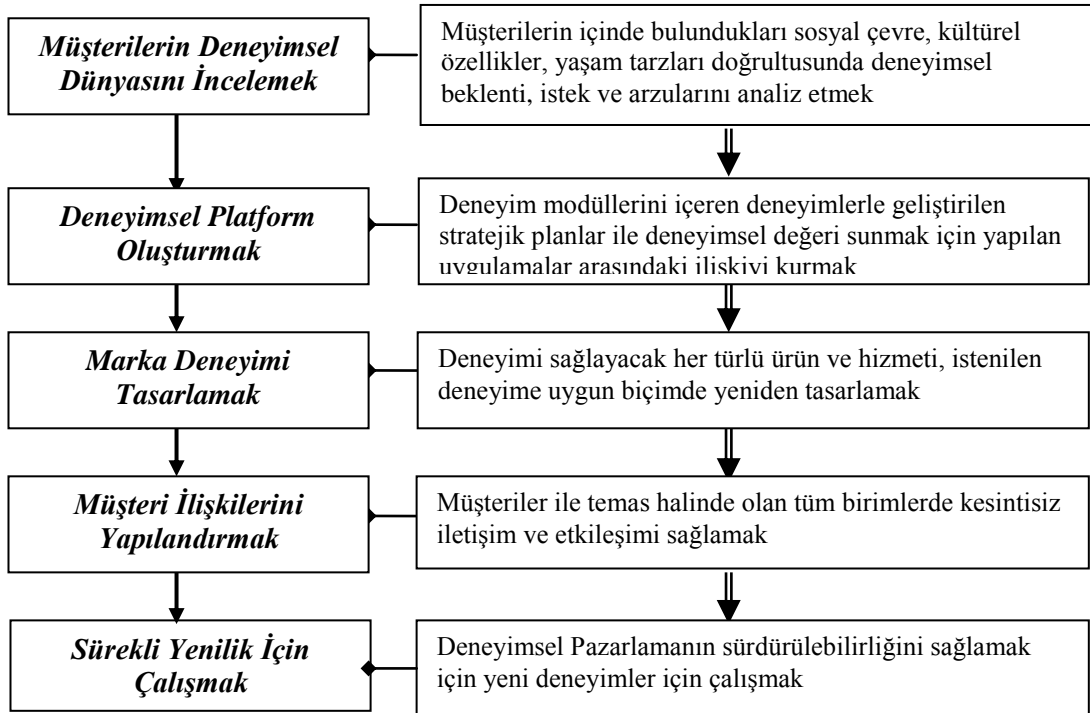 Müşterilerin Deneyimsel
Dünyasını İncelemek
Müşterilerin içinde bulundukları sosyal çevre, kültürel
özellikler, yaşam tarzları doğrultusunda deneyimsel
beklenti, istek ve arzularını analiz etmek
Deneyimsel Platform
Oluşturmak
Deneyim modüllerini içeren deneyimlerle geliştirilen
stratejik planlar ile deneyimsel değeri sunmak için yapılan
uygulamalar arasındaki ilişkiyi kurmak
Marka Deneyimi
Tasarlamak
Deneyimi sağlayacak her türlü ürün ve hizmeti, istenilen
deneyime uygun biçimde yeniden tasarlamak
Müşteri İlişkilerini
Yapılandırmak
Müşteriler ile temas halinde olan tüm birimlerde kesintisiz
iletişim ve etkileşimi sağlamak
Sürekli Yenilik İçin
Çalışmak
Deneyimsel Pazarlamanın sürdürülebilirliğini sağlamak
için yeni deneyimler için çalışmak